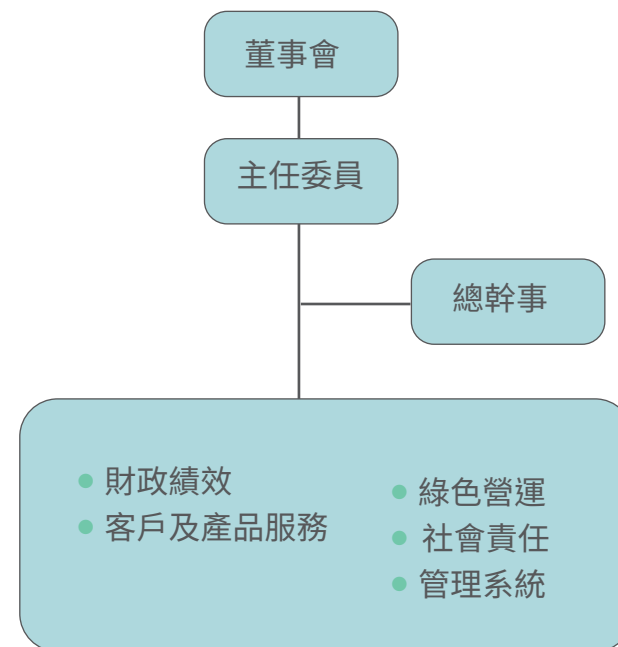 董事會
主任委員
總幹事
財政績效
客戶及產品服務
綠色營運
社會責任
管理系統